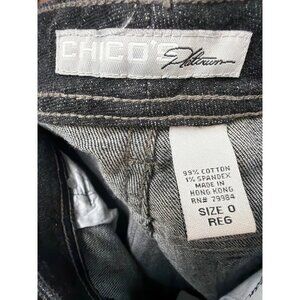 CHICO'S Platinum
99% COTTON
1% SPANDEX
MADE IN
HONG KONG
RN# 79984
SIZE 0
REG